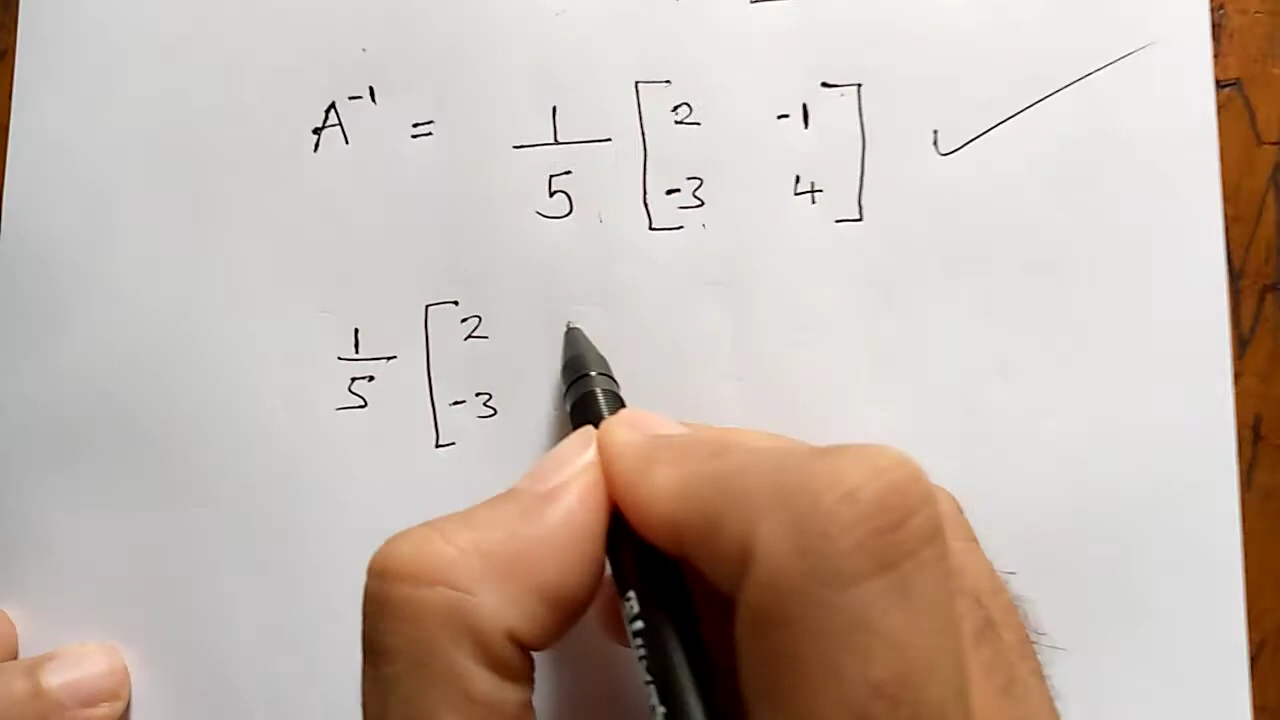 A⁻¹ = 1/5 [2 -1
-3 4]
1/5 [2
-3